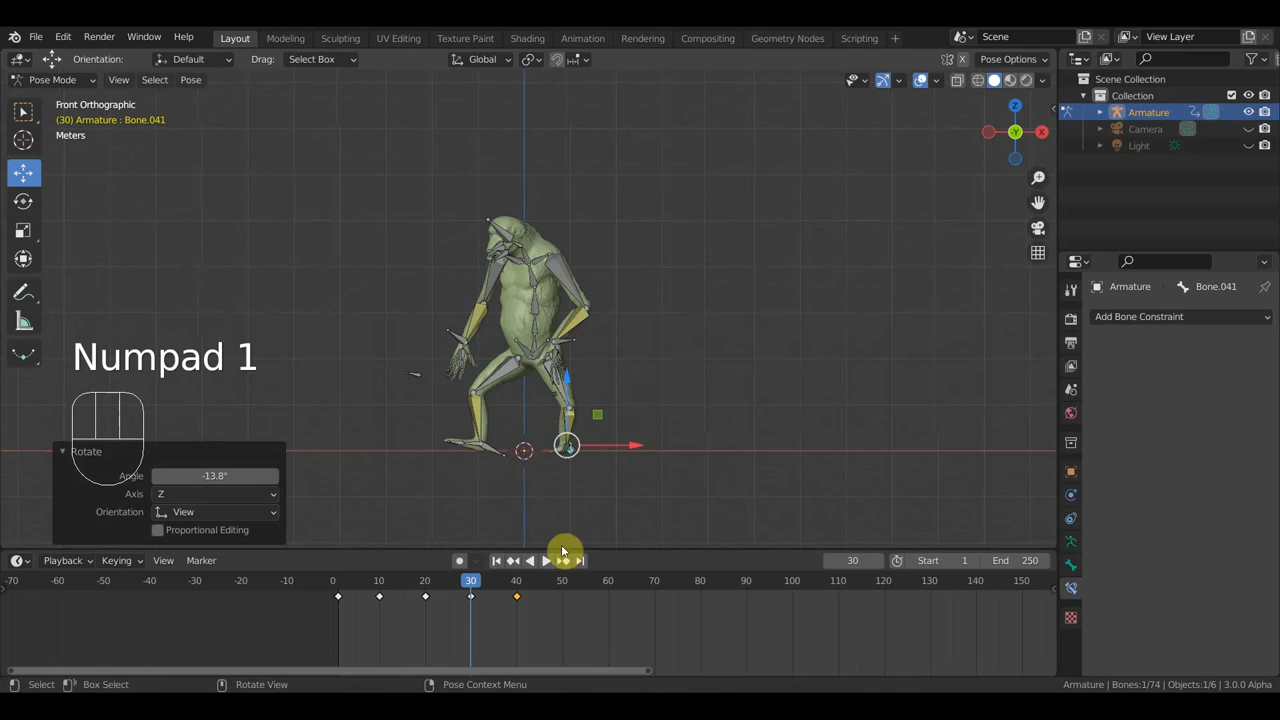 File Edit Render Window Help Layout Modeling Sculpting UV Editing Texture Paint Shading Animation Rendering Compositing Geometry Nodes Scripting + Scene View Layer
Orientation: Default Drag: Select Box Global X Pose Options
Pose Mode View Select Pose
Scene Collection
Collection
Armature
Camera
Light
Front Orthographic
(30) Armature : Bone.041
Meters
Z
-Y
X
Armature Bone.041
Add Bone Constraint
Numpad 1
Rotate
Angle -13.8°
Axis Z
Orientation View
Proportional Editing
Playback Keying View Marker 30 Start 1 End 250
-70 -60 -50 -40 -30 -20 -10 0 10 20 30 40 50 60 70 80 90 100 110 120 130 140 150
Select Box Select Rotate View Pose Context Menu Armature | Bones:1/74 | Objects:1/6 | 3.0.0 Alpha